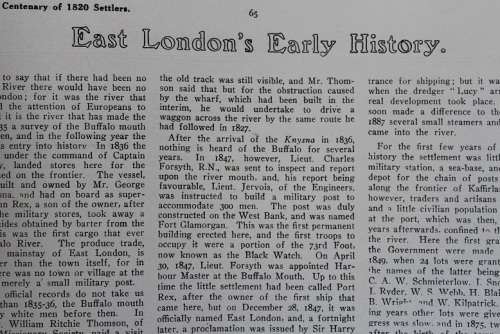 Centenary of 1820 Settlers.
65
East London's Early History.
to say that if there had been no
River there would have been no
ondon; for it was the river that
d the attention of Europeans to
t it is the river that has made the
35 a survey of the Buffalo mouth
en, and in the following year the
es entry into history. In 1836 the
under the command of Captain
landed stores here for the
sed on the frontier. The vessel,
uilt and owned by Mr. George
sna, and had on board as super-
n Rex, a son of the owner, after
he military stores, took away a
ides obtained by barter from the
his was the first cargo that ever
alo River. The produce trade,
mainstay of East London, is
er than the town itself, for in
here was no town or village at the
merely a small military post.
official records do not take us
han 1835-36, the Buffalo mouth
y white men before then. In
William Ritchie Thomson, of
the old track was still visible, and Mr. Thom-
son said that but for the obstruction caused
by the wharf, which had been built in the
interim, he would undertake to drive a
waggon across the river by the same route he
had followed in 1827.
After the arrival of the Knysna in 1836,
nothing is heard of the Buffalo for several
years. In 1847, however, Lieut. Charles
Forsyth, R.N., was sent to inspect and report
upon the river mouth, and his report being
favourable, Lieut. Jervois, of the Engineers,
was instructed to build a military post to
accommodate 300 men. The post was duly
constructed on the West Bank, and was named
Fort Glamorgan. This was the first permanent
building erected here, and the first troops to
occupy it were a portion of the 73rd Foot,
now known as the Black Watch. On April
30, 1847, Lieut. Forsyth was appointed Har-
bour Master at the Buffalo Mouth. Up to this
time the little settlement had been called Port
Rex, after the owner of the first ship that
came here, but on December 28, 1847, it was
officially named East London and, a fortnight
later, a proclamation was issued by Sir Harry
trance for shipping; but it wa
when the dredger "Lucy" arr
real development took place.
soon made a difference to the
1887 several small steamers and
came into the river.
For the first few years of
history the settlement was littl
military station, a sea-base, and
depot for the chain of posts
along the frontier of Kaffirla
however, traders and artisans
and a little civilian population
at the port, which was then,
years afterwards, confined to th
the river. Here the first gra
the Government were made
1849, when 24 lots were grant
the names of the latter being
C. A. W. Schmieterlow, I. Sno
J. Ruder, W. S. Webb, H. Bla
B. Wright and W. Kilpatrick.
ing years other lots were give
gress was slow, and in 1875,